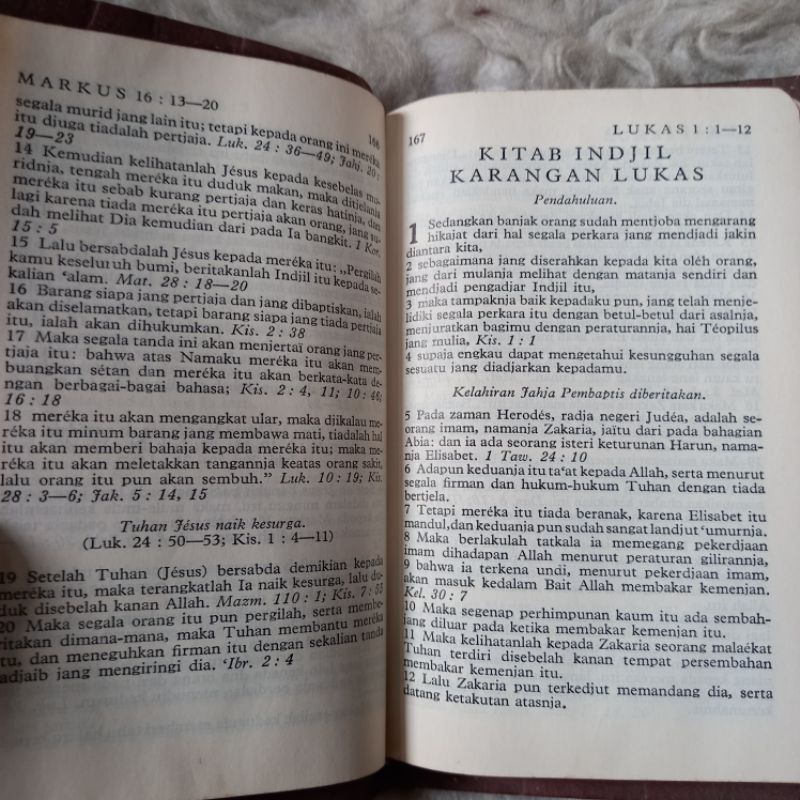 MARKUS 16 : 13—20
166
segala murid jang lain itu; tetapi kepada orang ini meréka
itu djuga tiadalah pertjaja. Luk. 24 : 36—49; Jah. 20 :
19—23
14 Kemudian kelihatanlah Jésus kepada kesebelas mu-
ridnja, tengah meréka itu duduk makan, maka ditjelanja
meréka itu sebab kurang pertjaja dan keras hatinja, dan
lagi karena tiada meréka itu pertjaja akan orang, jang su-
dah melihat Dia kemudian dari pada Ia bangkit. 1 Kor.
15 : 5
15 Lalu bersabdalah Jésus kepada meréka itu: „Pergilah
kamu keseluruh bumi, beritakanlah Indjil itu kepada se-
kalian ‘alam. Mat. 28 : 18—20
16 Barang siapa jang pertjaja dan jang dibaptiskan, ialah
akan diselamatkan, tetapi barang siapa jang tiada pertjaja
itu, ialah akan dihukumkan. Kis. 2 : 38
17 Maka segala tanda ini akan menjertaï orang jang per-
tjaja itu: bahwa atas Namaku meréka itu akan mem-
buangkan sétan dan meréka itu akan berkata-kata de-
ngan berbagai-bagai bahasa; Kis. 2 : 4, 11; 10 : 46;
16 : 18
18 meréka itu akan mengangkat ular, maka djikalau me-
réka itu minum barang jang membawa mati, tiadalah hal
itu akan memberi bahaja kepada meréka itu; maka me-
réka itu akan meletakkan tangannja keatas orang sakit,
lalu orang itu pun akan sembuh.” Luk. 10 : 19; Kis.
28 : 3—6; Jak. 5 : 14, 15
Tuhan Jésus naik kesurga.
(Luk. 24 : 50—53; Kis. 1 : 4—11)
19 Setelah Tuhan (Jésus) bersabda demikian kepada
meréka itu, maka terangkatlah Ia naik kesurga, lalu du-
duk disebelah kanan Allah. Mazm. 110 : 1; Kis. 7 : 55
20 Maka segala orang itu pun pergilah, serta membe-
ritakan dimana-mana, maka Tuhan membantu meréka
itu, dan meneguhkan firman itu dengan sekalian tanda
adjaib jang mengiringi dia. ‘Ibr. 2 : 4
167
LUKAS 1 : 1—12
KITAB INDJIL
KARANGAN LUKAS
Pendahuluan.
1 Sedangkan banjak orang sudah mentjoba mengarang
hikajat dari hal segala perkara jang mendjadi jakin
diantara kita,
2 sebagaimana jang diserahkan kepada kita oléh orang,
jang dari mulanja melihat dengan matanja sendiri dan
mendjadi pengadjar Indjil itu,
3 maka tampaknja baik kepadaku pun, jang telah menje-
lidiki segala perkara itu dengan betul-betul dari asalnja,
menjuratkan bagimu dengan peraturannja, hai Téopilus
jang mulia, Kis. 1 : 1
4 supaja engkau dapat mengetahui kesungguhan segala
sesuatu jang diadjarkan kepadamu.
Kelahiran Jahja Pembaptis diberitakan.
5 Pada zaman Herodés, radja negeri Judéa, adalah se-
orang imam, namanja Zakaria, jaïtu dari pada bahagian
Abia: dan ia ada seorang isteri keturunan Harun, nama-
nja Elisabet. 1 Taw. 24 : 10
6 Adapun keduanja itu ta‘at kepada Allah, serta menurut
segala firman dan hukum-hukum Tuhan dengan tiada
bertjela.
7 Tetapi meréka itu tiada beranak, karena Elisabet itu
mandul, dan keduanja pun sudah sangat landjut ‘umurnja.
8 Maka berlakulah tatkala ia memegang pekerdjaan
imam dihadapan Allah menurut peraturan gilirannja,
9 bahwa ia terkena undi, menurut pekerdjaan imam,
akan masuk kedalam Bait Allah membakar kemenjan itu.
Kel. 30 : 7
10 Maka segenap perhimpunan kaum itu ada sembah-
jang diluar pada ketika membakar kemenjan itu.
11 Maka kelihatanlah kepada Zakaria seorang malaékat
Tuhan terdiri disebelah kanan tempat persembahan
membakar kemenjan itu.
12 Lalu Zakaria pun terkedjut memandang dia, serta
datang ketakutan atasnja.